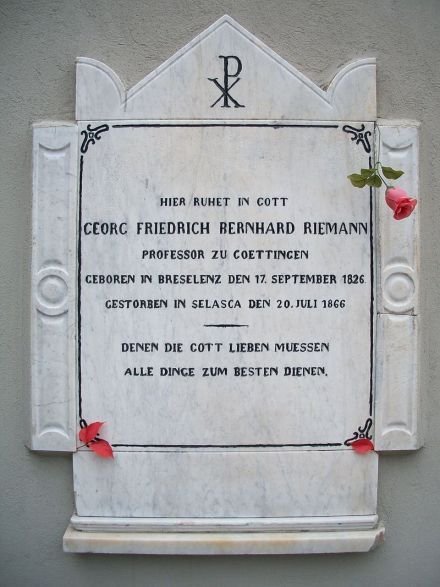 HIER RUHET IN GOTT
GEORG FRIEDRICH BERNHARD RIEMANN
PROFESSOR ZU GOETTINGEN
GEBOREN IN BRESELENZ DEN 17. SEPTEMBER 1826.
GESTORBEN IN SELASCA DEN 20. JULI 1866
DENEN DIE GOTT LIEBEN MUESSEN
ALLE DINGE ZUM BESTEN DIENEN.